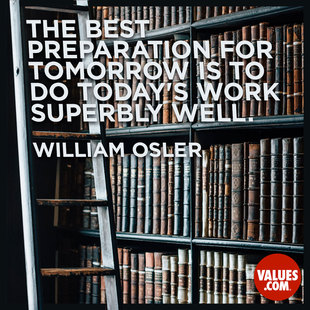 THE BEST
PREPARATION FOR
TOMORROW IS TO
DO TODAY'S WORK
SUPERBLY WELL.
WILLIAM OSLER
VALUES
.COM